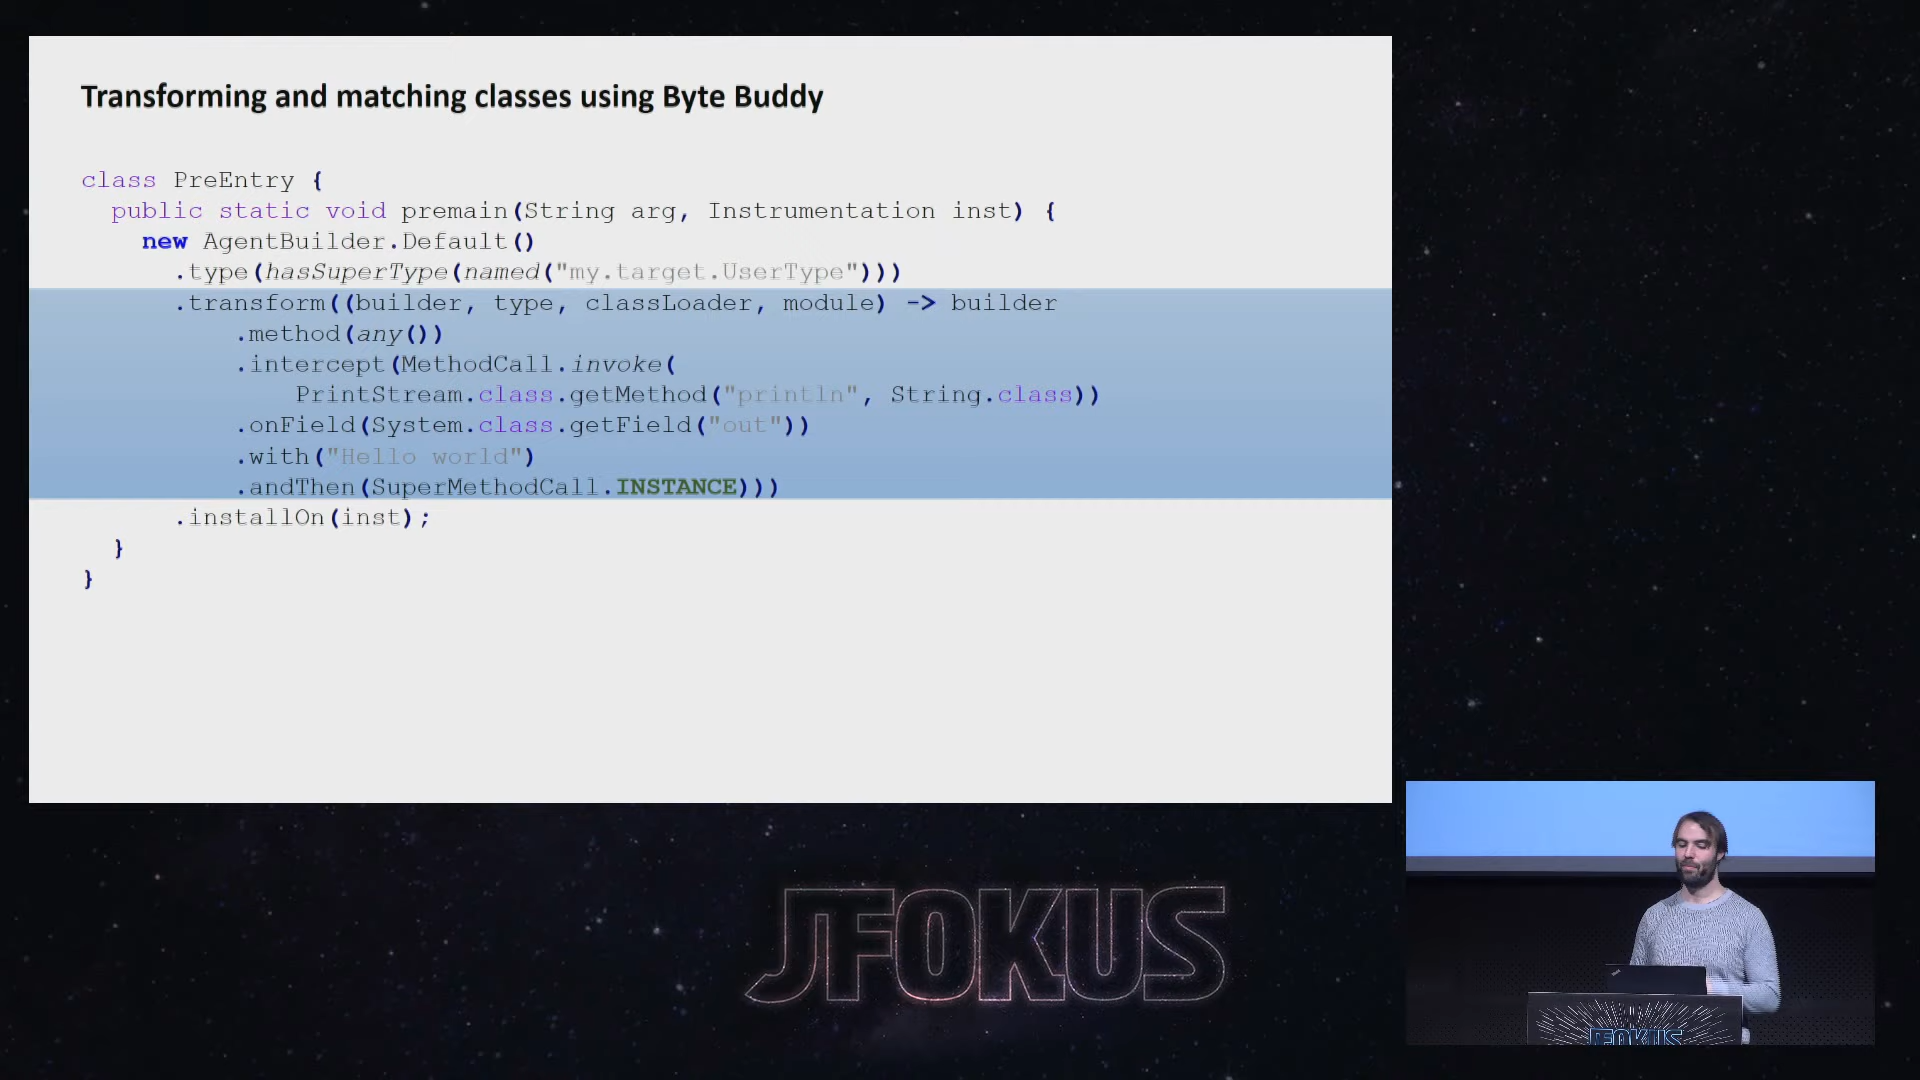 Transforming and matching classes using Byte Buddy
class PreEntry {
public static void premain(String arg, Instrumentation inst) {
new AgentBuilder.Default()
.type(hasSuperType(named("my.target.UserType")))
.transform((builder, type, classLoader, module) -> builder
.method(any())
.intercept(MethodCall.invoke(
PrintStream.class.getMethod("println", String.class))
.onField(System.class.getField("out"))
.with("Hello world")
.andThen(SuperMethodCall.INSTANCE)))
.installOn(inst);
}
}
JFOKUS
JFOKUS